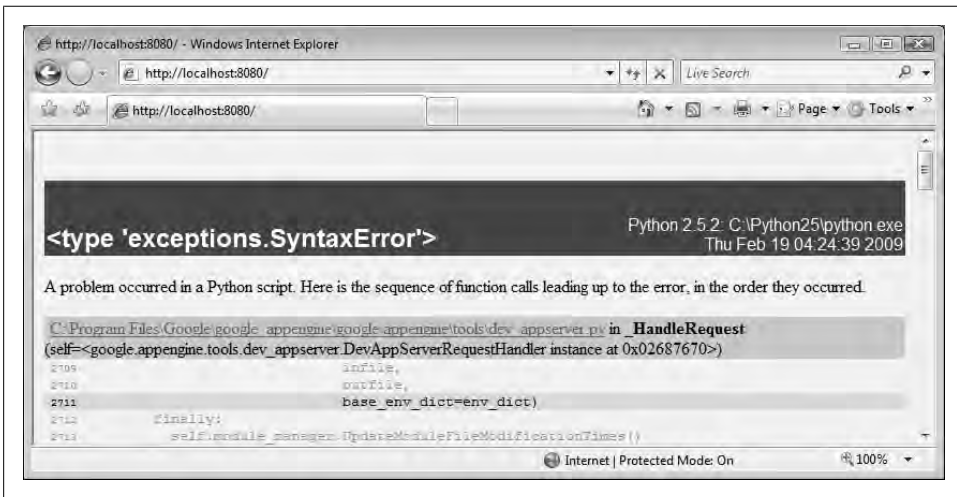 http://localhost:8080/ - Windows Internet Explorer
http://localhost:8080/
Live Search
http://localhost:8080/
Page
Tools
<type 'exceptions.SyntaxError'>
Python 2.5.2: C:\Python25\python exe
Thu Feb 19 04:24:39 2009
A problem occurred in a Python script. Here is the sequence of function calls leading up to the error, in the order they occurred.
C:\Program Files\Google\google_appengine\google\appengine\tools\dev_appserver.py in _HandleRequest
(self=<google.appengine.tools.dev_appserver.DevAppServerRequestHandler instance at 0x02687670>)
2709 infile,
2710 outfile,
2711 base_env_dict=env_dict)
2712 finally:
2713 self.module_manager.UpdateModuleFileModificationTimes()
Internet | Protected Mode: On
100%